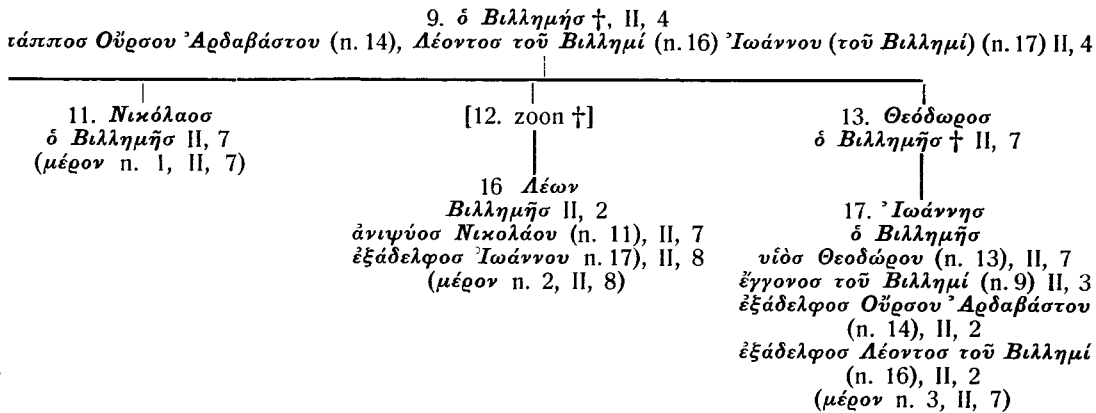 9. ὁ Βιλλημήσ †, II, 4
τάπποσ Οὔρσου Ἀρδαβάστου (n. 14), Λέοντοσ τοῦ Βιλλημί (n. 16) Ἰωάννου (τοῦ Βιλλημί) (n. 17) II, 4
11. Νικόλαοσ
ὁ Βιλλημῆσ II, 7
(μέρον n. 1, II, 7)
[12. zoon †]
16 Λέων
Βιλλημῆσ II, 2
ἀνιψύοσ Νικολάου (n. 11), II, 7
ἐξάδελφοσ Ἰωάννου n. 17), II, 8
(μέρον n. 2, II, 8)
13. Θεόδωροσ
ὁ Βιλλημῆσ † II, 7
17. Ἰωάννησ
ὁ Βιλλημῆσ
υἱὸσ Θεοδώρου (n. 13), II, 7
ἔγγονοσ τοῦ Βιλλημί (n. 9) II, 3
ἐξάδελφοσ Οὔρσου Ἀρδαβάστου
(n. 14), II, 2
ἐξάδελφοσ Λέοντοσ τοῦ Βιλλημί
(n. 16), II, 2
(μέρον n. 3, II, 7)